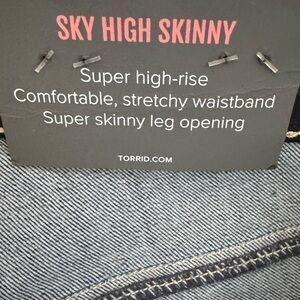 SKY HIGH SKINNY
Super high-rise
Comfortable, stretchy waistband
Super skinny leg opening
TORRID.COM